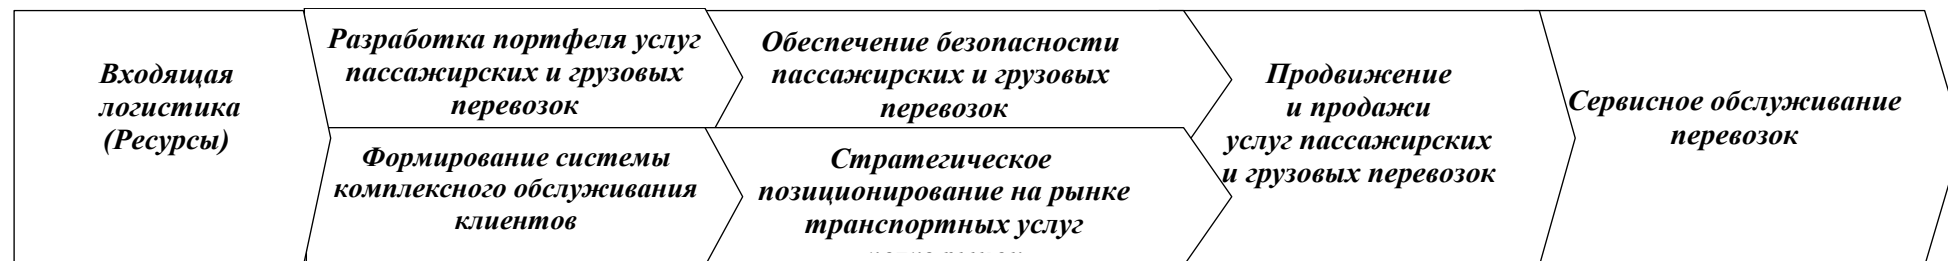 Входящая
логистика
(Ресурсы)
Разработка портфеля услуг
пассажирских и грузовых
перевозок
Формирование системы
комплексного обслуживания
клиентов
Обеспечение безопасности
пассажирских и грузовых
перевозок
Стратегическое
позиционирование на рынке
транспортных услуг
Продвижение
и продажи
услуг пассажирских
и грузовых перевозок
Сервисное обслуживание
перевозок